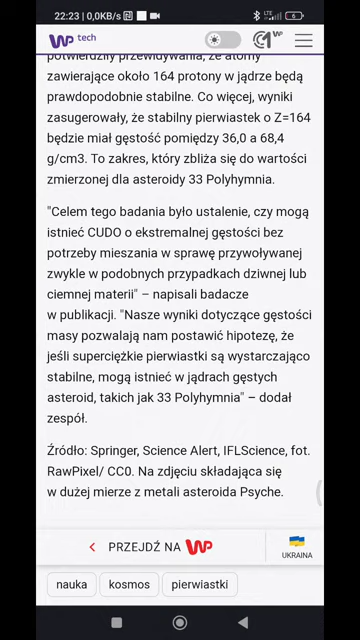 22:23 | 0,0KB/s
LTE 6
WP tech
WP
potwierdziły przewidywania, że atomy
zawierające około 164 protony w jądrze będą
prawdopodobnie stabilne. Co więcej, wyniki
zasugerowały, że stabilny pierwiastek o Z=164
będzie miał gęstość pomiędzy 36,0 a 68,4
g/cm3. To zakres, który zbliża się do wartości
zmierzonej dla asteroidy 33 Polyhymnia.
"Celem tego badania było ustalenie, czy mogą
istnieć CUDO o ekstremalnej gęstości bez
potrzeby mieszania w sprawę przywoływanej
zwykle w podobnych przypadkach dziwnej lub
ciemnej materii" – napisali badacze
w publikacji. "Nasze wyniki dotyczące gęstości
masy pozwalają nam postawić hipotezę, że
jeśli superciężkie pierwiastki są wystarczająco
stabilne, mogą istnieć w jądrach gęstych
asteroid, takich jak 33 Polyhymnia" – dodał
zespół.
Źródło: Springer, Science Alert, IFLScience, fot.
RawPixel/ CC0. Na zdjęciu składająca się
w dużej mierze z metali asteroida Psyche.
PRZEJDŹ NA WP
UKRAINA
nauka kosmos pierwiastki